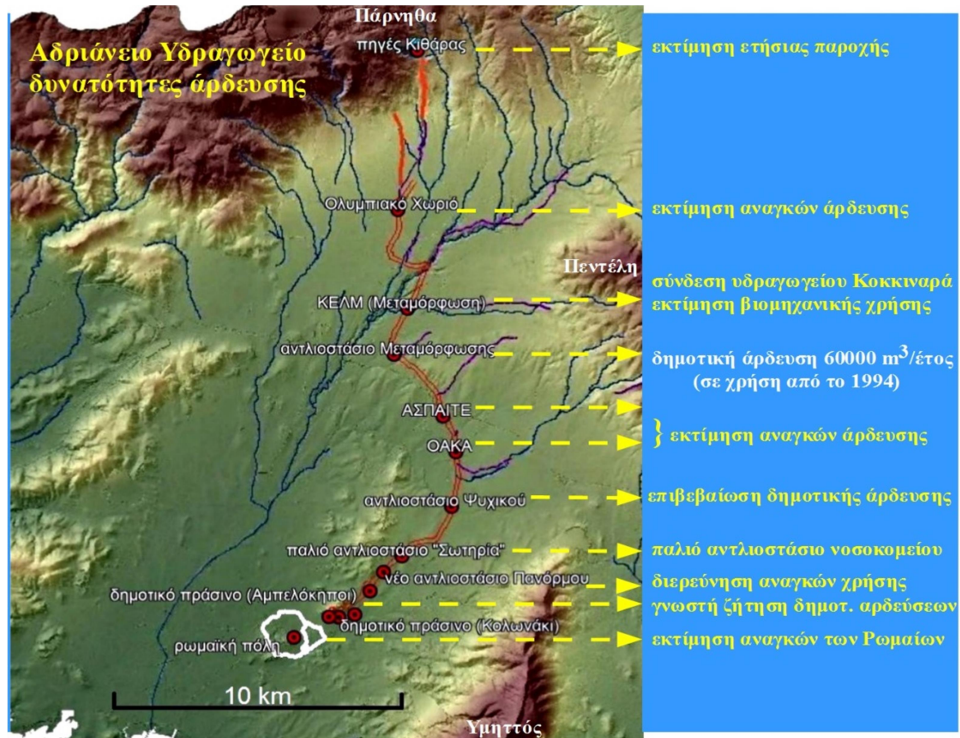 Αδριάνειο Υδραγωγείο
δυνατότητες άρδευσης
Πάρνηθα
πηγές Κιθάρας
εκτίμηση ετήσιας παροχής
Ολυμπιακό Χωριό
εκτίμηση αναγκών άρδευσης
Πεντέλη
σύνδεση υδραγωγείου Κοκκιναρά
ΚΕΛΜ (Μεταμόρφωση)
εκτίμηση βιομηχανικής χρήσης
αντλιοστάσιο Μεταμόρφωσης
δημοτική άρδευση 60000 m³/έτος
(σε χρήση από το 1994)
ΑΣΠΑΙΤΕ
ΟΑΚΑ
} εκτίμηση αναγκών άρδευσης
αντλιοστάσιο Ψυχικού
επιβεβαίωση δημοτικής άρδευσης
παλιό αντλιοστάσιο "Σωτηρία"
παλιό αντλιοστάσιο νοσοκομείου
νέο αντλιοστάσιο Πανόρμου
διερεύνηση αναγκών χρήσης
δημοτικό πράσινο (Αμπελόκηποι)
γνωστή ζήτηση δημοτ. αρδεύσεων
δημοτικό πράσινο (Κολωνάκι)
ρωμαϊκή πόλη
εκτίμηση αναγκών των Ρωμαίων
10 km
Υμηττός